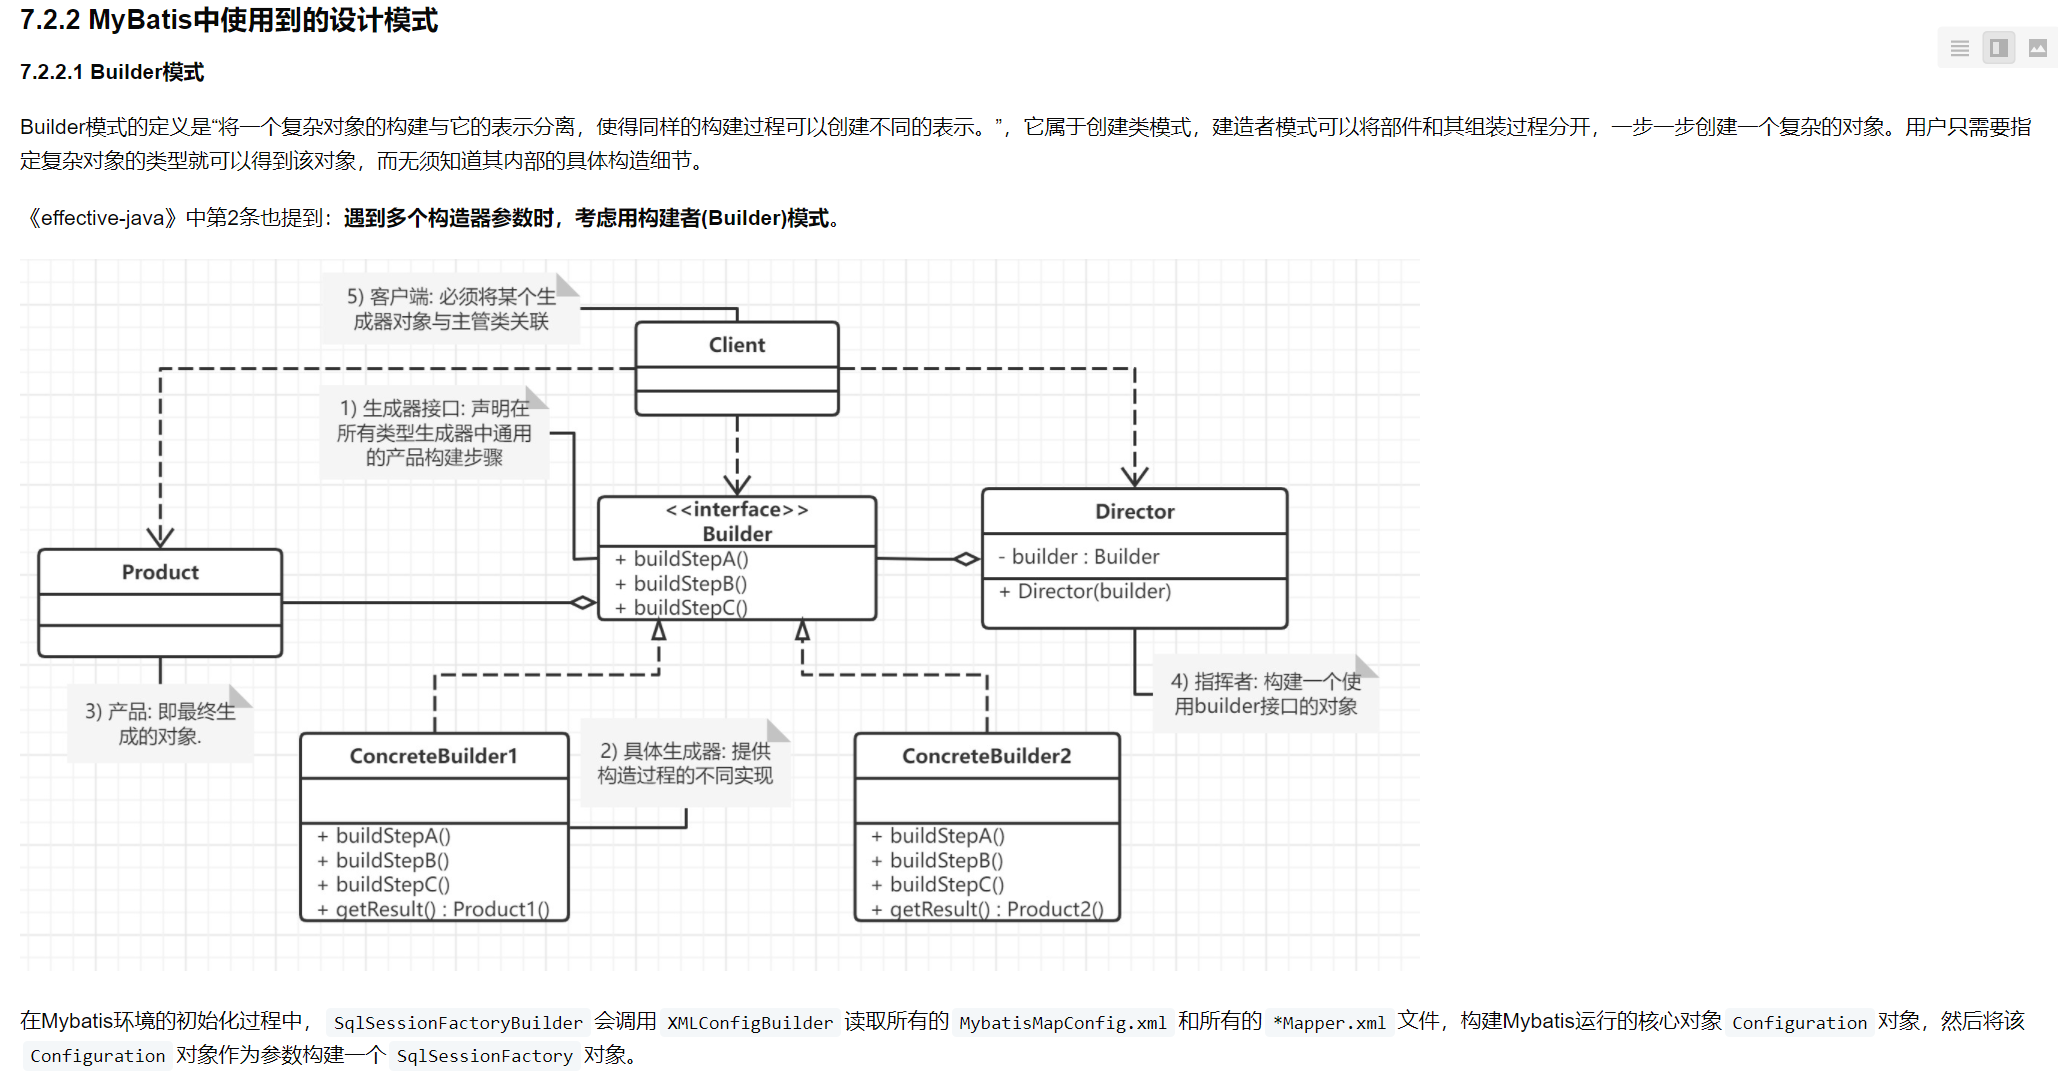 7.2.2 MyBatis中使用到的设计模式
7.2.2.1 Builder模式
Builder模式的定义是“将一个复杂对象的构建与它的表示分离，使得同样的构建过程可以创建不同的表示。”，它属于创建类模式，建造者模式可以将部件和其组装过程分开，一步一步创建一个复杂的对象。用户只需要指
定复杂对象的类型就可以得到该对象，而无须知道其内部的具体构造细节。
《effective-java》中第2条也提到：遇到多个构造器参数时，考虑用构建者(Builder)模式。
5) 客户端: 必须将某个生
成器对象与主管类关联
Client
1) 生成器接口: 声明在
所有类型生成器中通用
的产品构建步骤
<<interface>>
Builder
+ buildStepA()
+ buildStepB()
+ buildStepC()
Director
- builder : Builder
+ Director(builder)
Product
3) 产品: 即最终生
成的对象.
4) 指挥者: 构建一个使
用builder接口的对象
ConcreteBuilder1
+ buildStepA()
+ buildStepB()
+ buildStepC()
+ getResult() : Product1()
2) 具体生成器: 提供
构造过程的不同实现
ConcreteBuilder2
+ buildStepA()
+ buildStepB()
+ buildStepC()
+ getResult() : Product2()
在Mybatis环境的初始化过程中， SqlSessionFactoryBuilder 会调用 XMLConfigBuilder 读取所有的 MybatisMapConfig.xml 和所有的 *Mapper.xml 文件，构建Mybatis运行的核心对象 Configuration 对象，然后将该
Configuration 对象作为参数构建一个 SqlSessionFactory 对象。